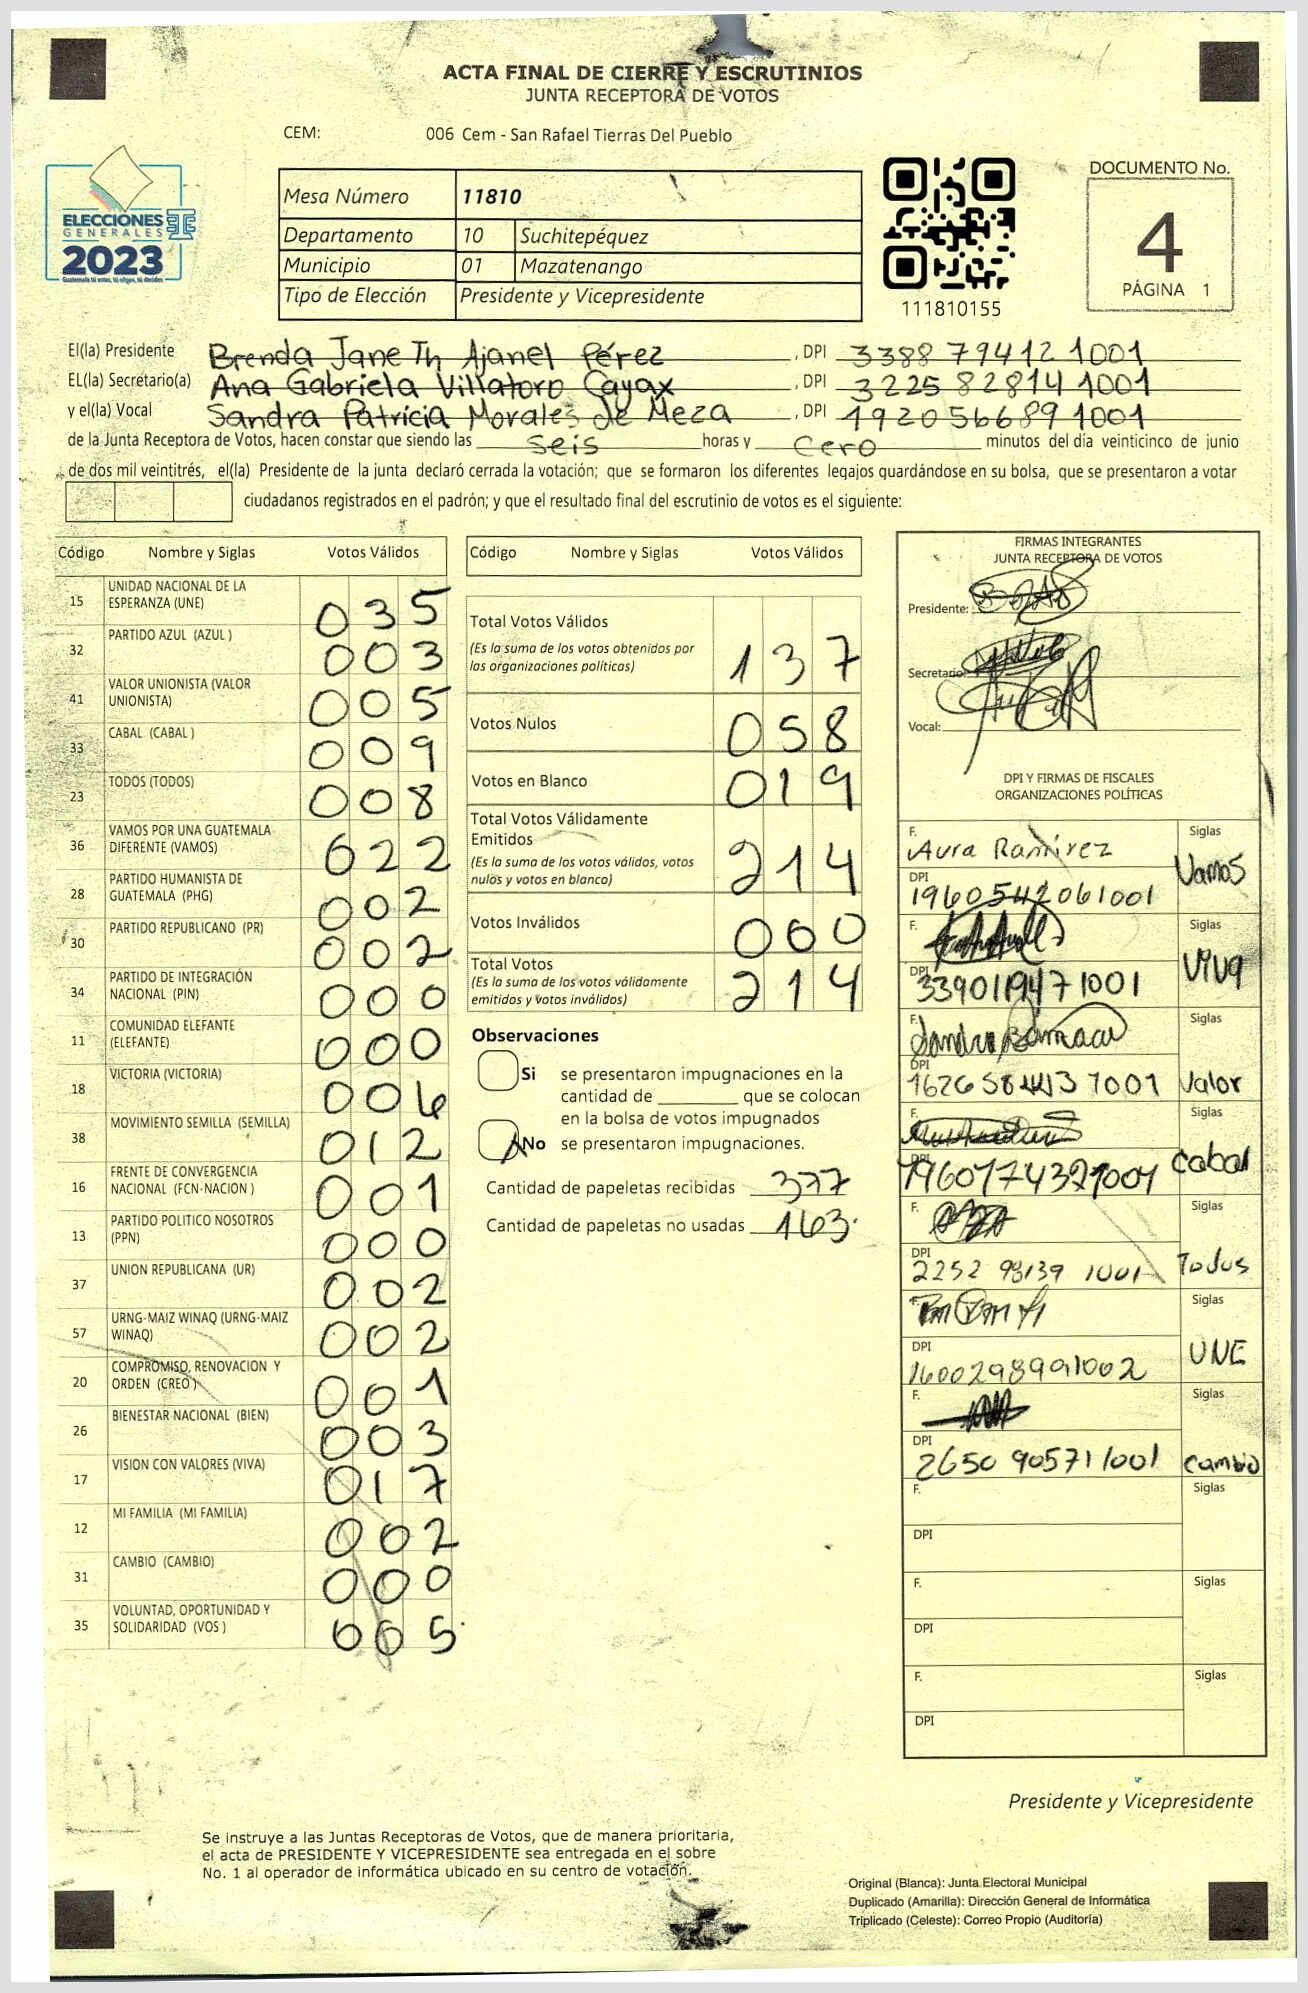 ACTA FINAL DE CIERRE Y ESCRUTINIOS
JUNTA RECEPTORA DE VOTOS
CEM: 006 Cem - San Rafael Tierras Del Pueblo
ELECCIONES
GENERALES
2023
Guatemala tú votas, tú eliges, tú decides
Mesa Número 11810
Departamento 10 Suchitepéquez
Municipio 01 Mazatenango
Tipo de Elección Presidente y Vicepresidente
111810155
DOCUMENTO No.
4
PÁGINA 1
El(la) Presidente Brenda JaneTh Ajanel Pérez , DPI 3388 79412 1001
EL(la) Secretario(a) Ana Gabriela Villatoro Cayax , DPI 3225 82814 1001
y el(la) Vocal Sandra Patricia Morales de Meza , DPI 1920 56689 1001
de la Junta Receptora de Votos, hacen constar que siendo las seis horas y cero minutos del día veinticinco de junio
de dos mil veintitrés, el(la) Presidente de la junta declaró cerrada la votación; que se formaron los diferentes legajos guardándose en su bolsa, que se presentaron a votar
ciudadanos registrados en el padrón; y que el resultado final del escrutinio de votos es el siguiente:
Código Nombre y Siglas Votos Válidos
15 UNIDAD NACIONAL DE LA ESPERANZA (UNE) 035
32 PARTIDO AZUL (AZUL ) 003
41 VALOR UNIONISTA (VALOR UNIONISTA) 005
33 CABAL (CABAL ) 009
23 TODOS (TODOS) 008
36 VAMOS POR UNA GUATEMALA DIFERENTE (VAMOS) 022
28 PARTIDO HUMANISTA DE GUATEMALA (PHG) 002
30 PARTIDO REPUBLICANO (PR) 002
34 PARTIDO DE INTEGRACIÓN NACIONAL (PIN) 000
11 COMUNIDAD ELEFANTE (ELEFANTE) 000
18 VICTORIA (VICTORIA) 006
38 MOVIMIENTO SEMILLA (SEMILLA) 012
16 FRENTE DE CONVERGENCIA NACIONAL (FCN-NACION ) 001
13 PARTIDO POLITICO NOSOTROS (PPN) 000
37 UNION REPUBLICANA (UR) 002
57 URNG-MAIZ WINAQ (URNG-MAIZ WINAQ) 002
20 COMPROMISO, RENOVACION Y ORDEN (CREO ) 001
26 BIENESTAR NACIONAL (BIEN) 003
17 VISION CON VALORES (VIVA) 017
12 MI FAMILIA (MI FAMILIA) 002
31 CAMBIO (CAMBIO) 000
35 VOLUNTAD, OPORTUNIDAD Y SOLIDARIDAD (VOS ) 005
Código Nombre y Siglas Votos Válidos
Total Votos Válidos 137
(Es la suma de los votos obtenidos por
las organizaciones políticas)
Votos Nulos 058
Votos en Blanco 019
Total Votos Válidamente
Emitidos 214
(Es la suma de los votos válidos, votos
nulos y votos en blanco)
Votos Inválidos 000
Total Votos 214
(Es la suma de los votos válidamente
emitidos y votos inválidos)
Observaciones
Si se presentaron impugnaciones en la
cantidad de ________ que se colocan
en la bolsa de votos impugnados
No se presentaron impugnaciones.
Cantidad de papeletas recibidas 377
Cantidad de papeletas no usadas 163
FIRMAS INTEGRANTES
JUNTA RECEPTORA DE VOTOS
Presidente:
Secretario:
Vocal:
DPI Y FIRMAS DE FISCALES
ORGANIZACIONES POLÍTICAS
F. Aura Ramirez Siglas Vamos
DPI 1960542061001
F. Siglas Viva
DPI 3390119471001
F. Siglas Valor
DPI
F. Siglas Cabal
DPI 1960174321001
F. Siglas Todos
DPI 2252 98139 1001
F. Siglas UNE
DPI 1600298991002
F. Siglas Cambio
DPI 2650 90571 1001
F. Siglas
DPI
F. Siglas
DPI
F. Siglas
DPI
Presidente y Vicepresidente
Se instruye a las Juntas Receptoras de Votos, que de manera prioritaria,
el acta de PRESIDENTE Y VICEPRESIDENTE sea entregada en el sobre
No. 1 al operador de informática ubicado en su centro de votación.
Original (Blanca): Junta Electoral Municipal
Duplicado (Amarilla): Dirección General de Informática
Triplicado (Celeste): Correo Propio (Auditoría)